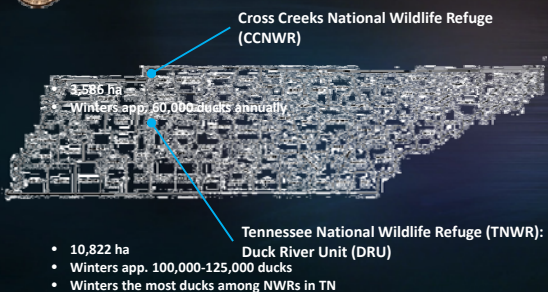 Cross Creeks National Wildlife Refuge
(CCNWR)
• 3,586 ha
• Winters app. 60,000 ducks annually
Tennessee National Wildlife Refuge (TNWR):
Duck River Unit (DRU)
• 10,822 ha
• Winters app. 100,000-125,000 ducks
• Winters the most ducks among NWRs in TN